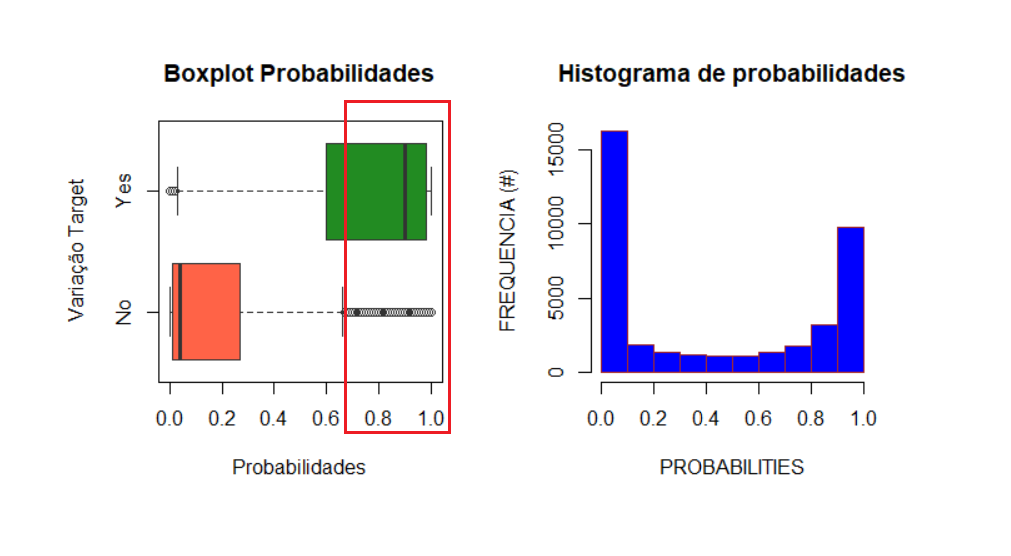 Boxplot Probabilidades
Variação Target
Yes
No
0.0 0.2 0.4 0.6 0.8 1.0
Probabilidades
Histograma de probabilidades
FREQUENCIA (#)
15000
10000
5000
0
0.0 0.2 0.4 0.6 0.8 1.0
PROBABILITIES